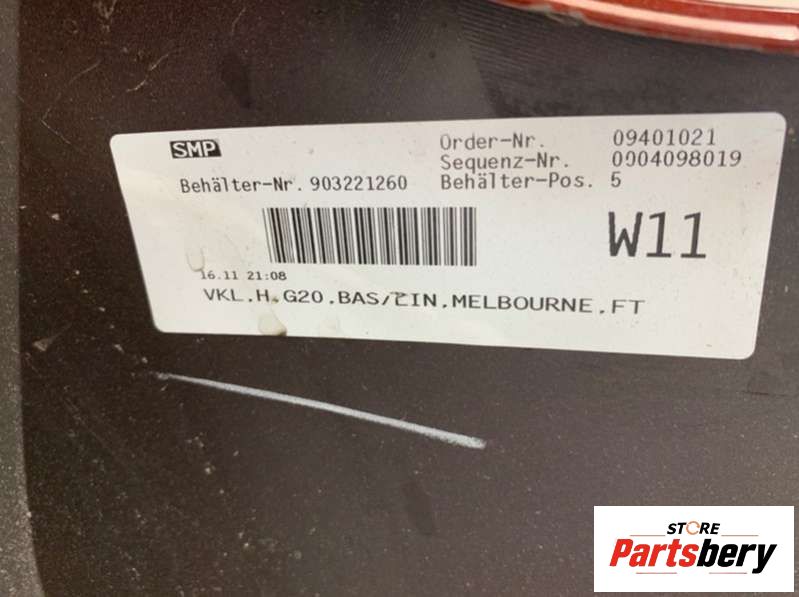 SMP
Order-Nr. 09401021
Sequenz-Nr. 0004098019
Behälter-Nr. 903221260 Behälter-Pos. 5
W11
16.11 21:08
VKL.H.G20.BAS/EIN.MELBOURNE.FT
STORE
Partsbery